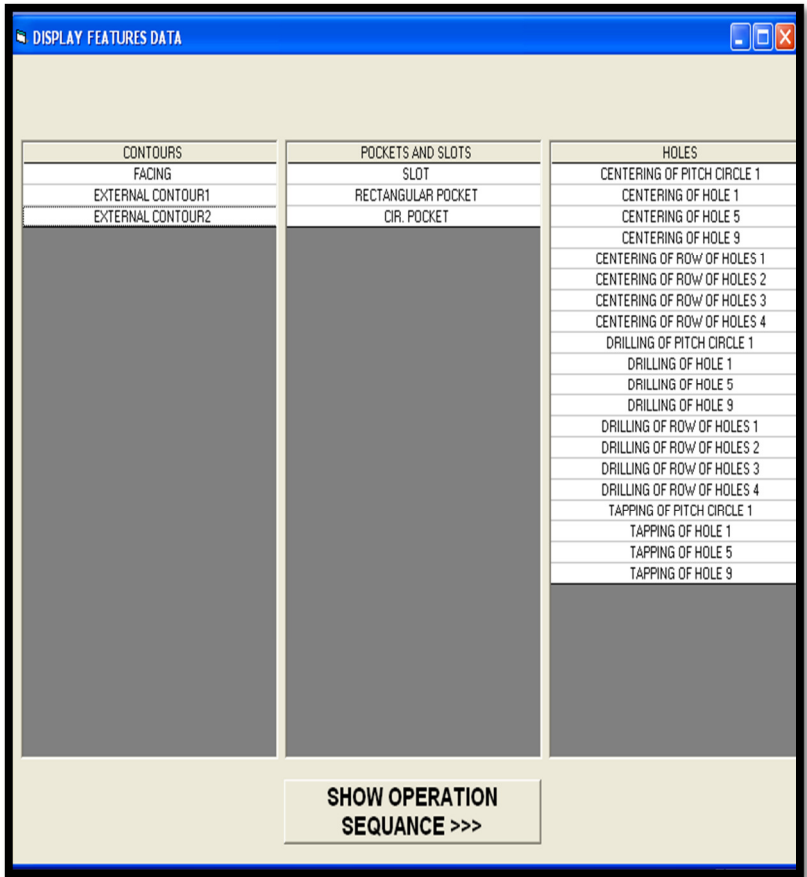 DISPLAY FEATURES DATA
CONTOURS
FACING
EXTERNAL CONTOUR1
EXTERNAL CONTOUR2
POCKETS AND SLOTS
SLOT
RECTANGULAR POCKET
CIR. POCKET
HOLES
CENTERING OF PITCH CIRCLE 1
CENTERING OF HOLE 1
CENTERING OF HOLE 5
CENTERING OF HOLE 9
CENTERING OF ROW OF HOLES 1
CENTERING OF ROW OF HOLES 2
CENTERING OF ROW OF HOLES 3
CENTERING OF ROW OF HOLES 4
DRILLING OF PITCH CIRCLE 1
DRILLING OF HOLE 1
DRILLING OF HOLE 5
DRILLING OF HOLE 9
DRILLING OF ROW OF HOLES 1
DRILLING OF ROW OF HOLES 2
DRILLING OF ROW OF HOLES 3
DRILLING OF ROW OF HOLES 4
TAPPING OF PITCH CIRCLE 1
TAPPING OF HOLE 1
TAPPING OF HOLE 5
TAPPING OF HOLE 9
SHOW OPERATION
SEQUANCE >>>